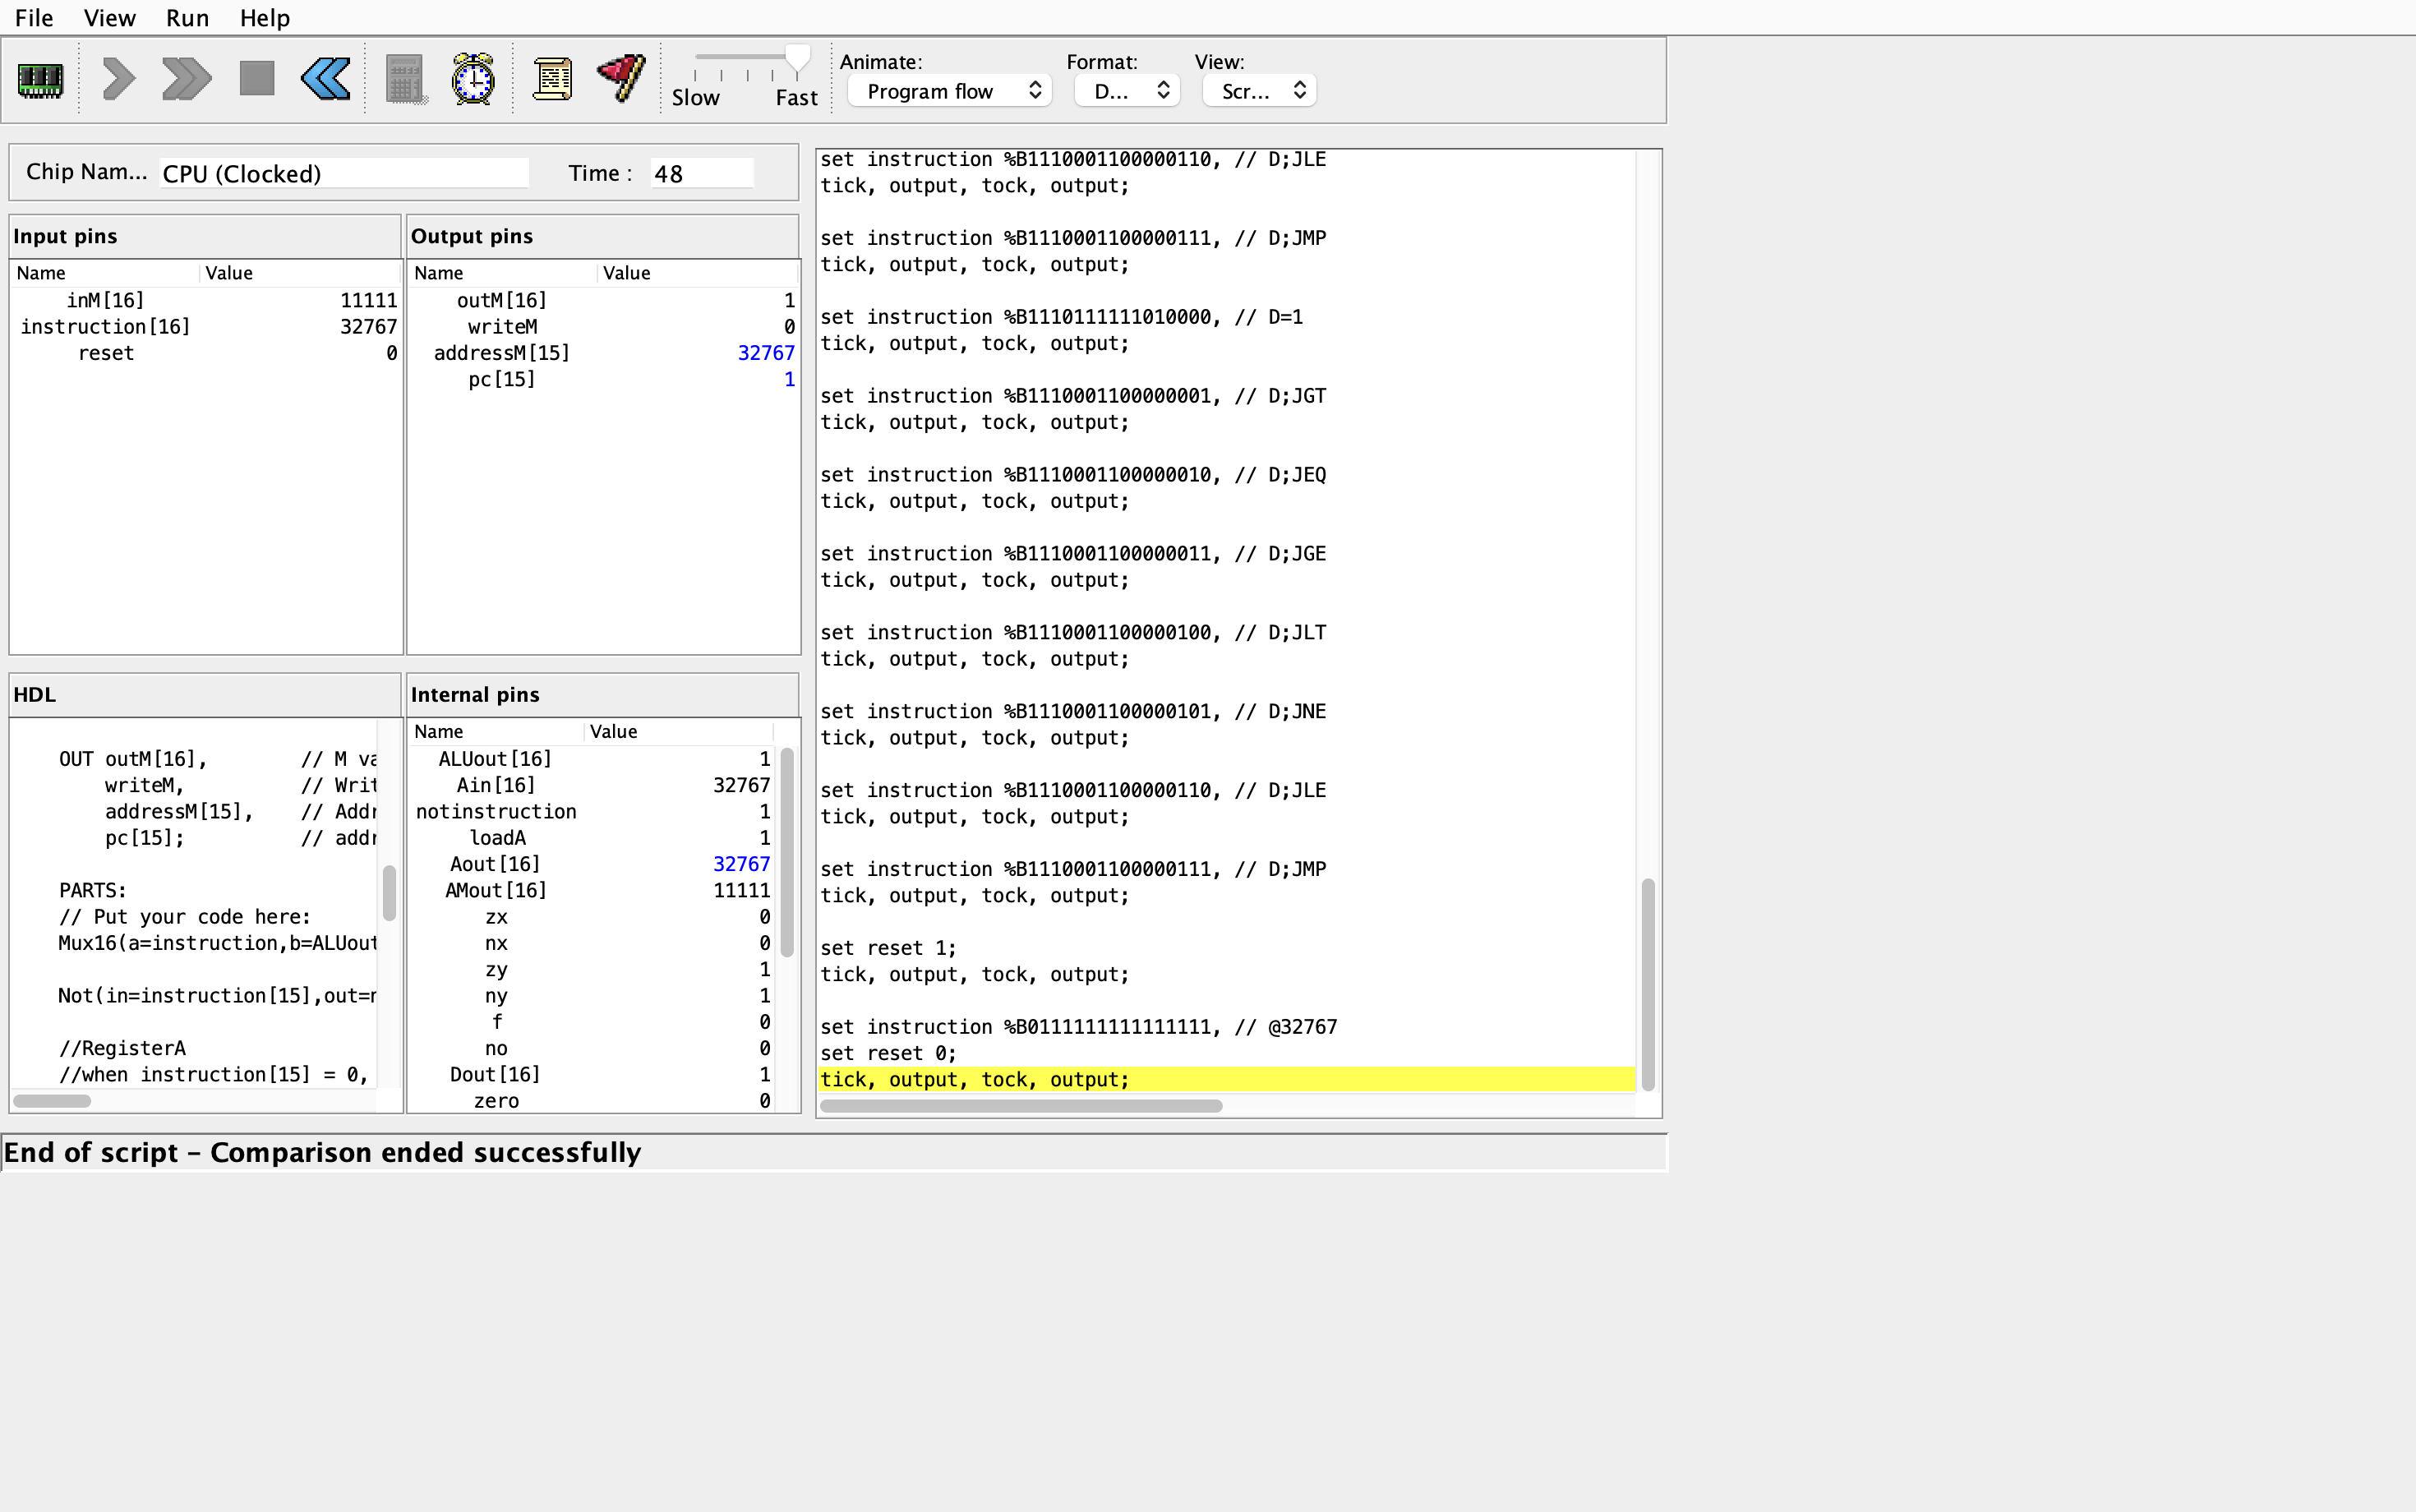 File View Run Help
Animate: Format: View:
Slow Fast Program flow D... Scr...
Chip Nam... CPU (Clocked) Time : 48
Input pins
Name Value
inM[16] 11111
instruction[16] 32767
reset 0
Output pins
Name Value
outM[16] 1
writeM 0
addressM[15] 32767
pc[15] 1
HDL
OUT outM[16], // M va
writeM, // Writ
addressM[15], // Addr
pc[15]; // addr
PARTS:
// Put your code here:
Mux16(a=instruction,b=ALUout
Not(in=instruction[15],out=n
//RegisterA
//when instruction[15] = 0,
Internal pins
Name Value
ALUout[16] 1
Ain[16] 32767
notinstruction 1
loadA 1
Aout[16] 32767
AMout[16] 11111
zx 0
nx 0
zy 1
ny 1
f 0
no 0
Dout[16] 1
zero 0
set instruction %B1110001100000110, // D;JLE
tick, output, tock, output;
set instruction %B1110001100000111, // D;JMP
tick, output, tock, output;
set instruction %B1110111111010000, // D=1
tick, output, tock, output;
set instruction %B1110001100000001, // D;JGT
tick, output, tock, output;
set instruction %B1110001100000010, // D;JEQ
tick, output, tock, output;
set instruction %B1110001100000011, // D;JGE
tick, output, tock, output;
set instruction %B1110001100000100, // D;JLT
tick, output, tock, output;
set instruction %B1110001100000101, // D;JNE
tick, output, tock, output;
set instruction %B1110001100000110, // D;JLE
tick, output, tock, output;
set instruction %B1110001100000111, // D;JMP
tick, output, tock, output;
set reset 1;
tick, output, tock, output;
set instruction %B0111111111111111, // @32767
set reset 0;
tick, output, tock, output;
End of script – Comparison ended successfully